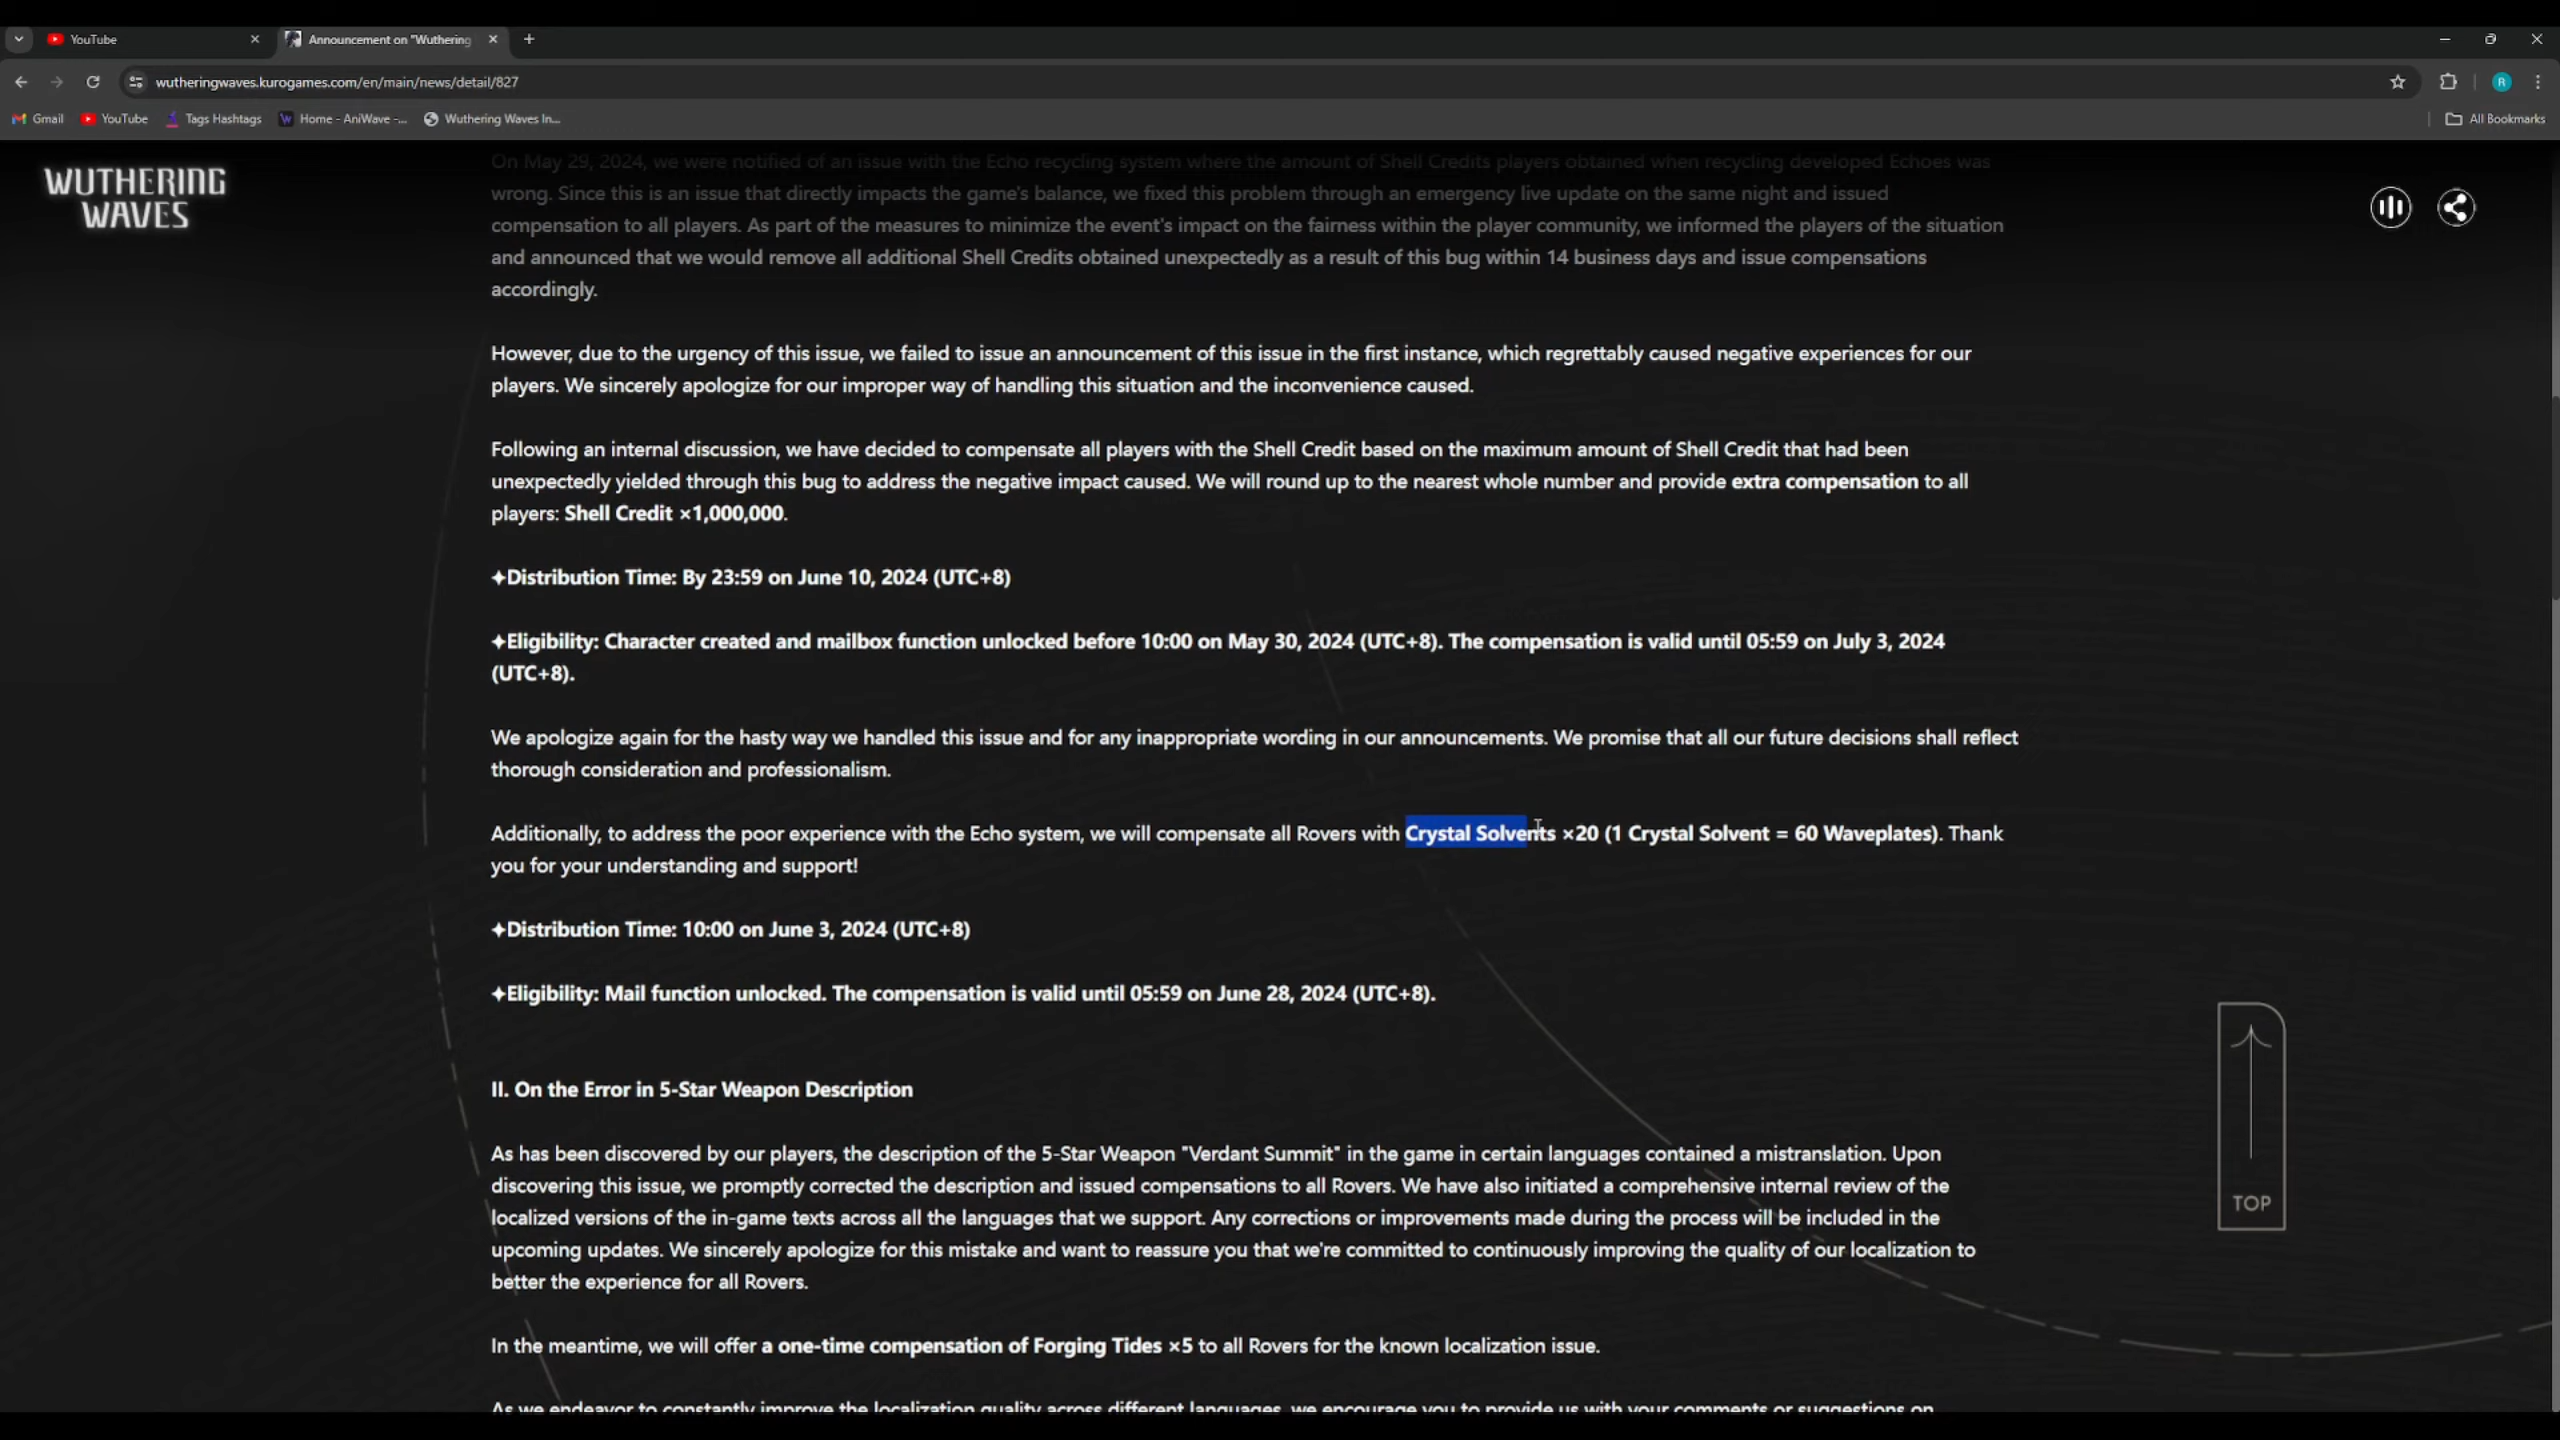 YouTube
Announcement on "Wuthering
wutheringwaves.kurogames.com/en/main/news/detail/827
R
Gmail
YouTube
Tags Hashtags
W
Home - AniWave -...
Wuthering Waves In...
All Bookmarks
WUTHERING
WAVES
On May 29, 2024, we were notified of an issue with the Echo recycling system where the amount of Shell Credits players obtained when recycling developed Echoes was
wrong. Since this is an issue that directly impacts the game's balance, we fixed this problem through an emergency live update on the same night and issued
compensation to all players. As part of the measures to minimize the event's impact on the fairness within the player community, we informed the players of the situation
and announced that we would remove all additional Shell Credits obtained unexpectedly as a result of this bug within 14 business days and issue compensations
accordingly.
However, due to the urgency of this issue, we failed to issue an announcement of this issue in the first instance, which regrettably caused negative experiences for our
players. We sincerely apologize for our improper way of handling this situation and the inconvenience caused.
Following an internal discussion, we have decided to compensate all players with the Shell Credit based on the maximum amount of Shell Credit that had been
unexpectedly yielded through this bug to address the negative impact caused. We will round up to the nearest whole number and provide extra compensation to all
players: Shell Credit ×1,000,000.
✦Distribution Time: By 23:59 on June 10, 2024 (UTC+8)
✦Eligibility: Character created and mailbox function unlocked before 10:00 on May 30, 2024 (UTC+8). The compensation is valid until 05:59 on July 3, 2024
(UTC+8).
We apologize again for the hasty way we handled this issue and for any inappropriate wording in our announcements. We promise that all our future decisions shall reflect
thorough consideration and professionalism.
Additionally, to address the poor experience with the Echo system, we will compensate all Rovers with Crystal Solvents ×20 (1 Crystal Solvent = 60 Waveplates). Thank
you for your understanding and support!
✦Distribution Time: 10:00 on June 3, 2024 (UTC+8)
✦Eligibility: Mail function unlocked. The compensation is valid until 05:59 on June 28, 2024 (UTC+8).
II. On the Error in 5-Star Weapon Description
As has been discovered by our players, the description of the 5-Star Weapon "Verdant Summit" in the game in certain languages contained a mistranslation. Upon
discovering this issue, we promptly corrected the description and issued compensations to all Rovers. We have also initiated a comprehensive internal review of the
localized versions of the in-game texts across all the languages that we support. Any corrections or improvements made during the process will be included in the
upcoming updates. We sincerely apologize for this mistake and want to reassure you that we're committed to continuously improving the quality of our localization to
better the experience for all Rovers.
TOP
In the meantime, we will offer a one-time compensation of Forging Tides ×5 to all Rovers for the known localization issue.
As we endeavor to constantly improve the localization quality across different languages, we encourage you to provide us with your comments or suggestions on